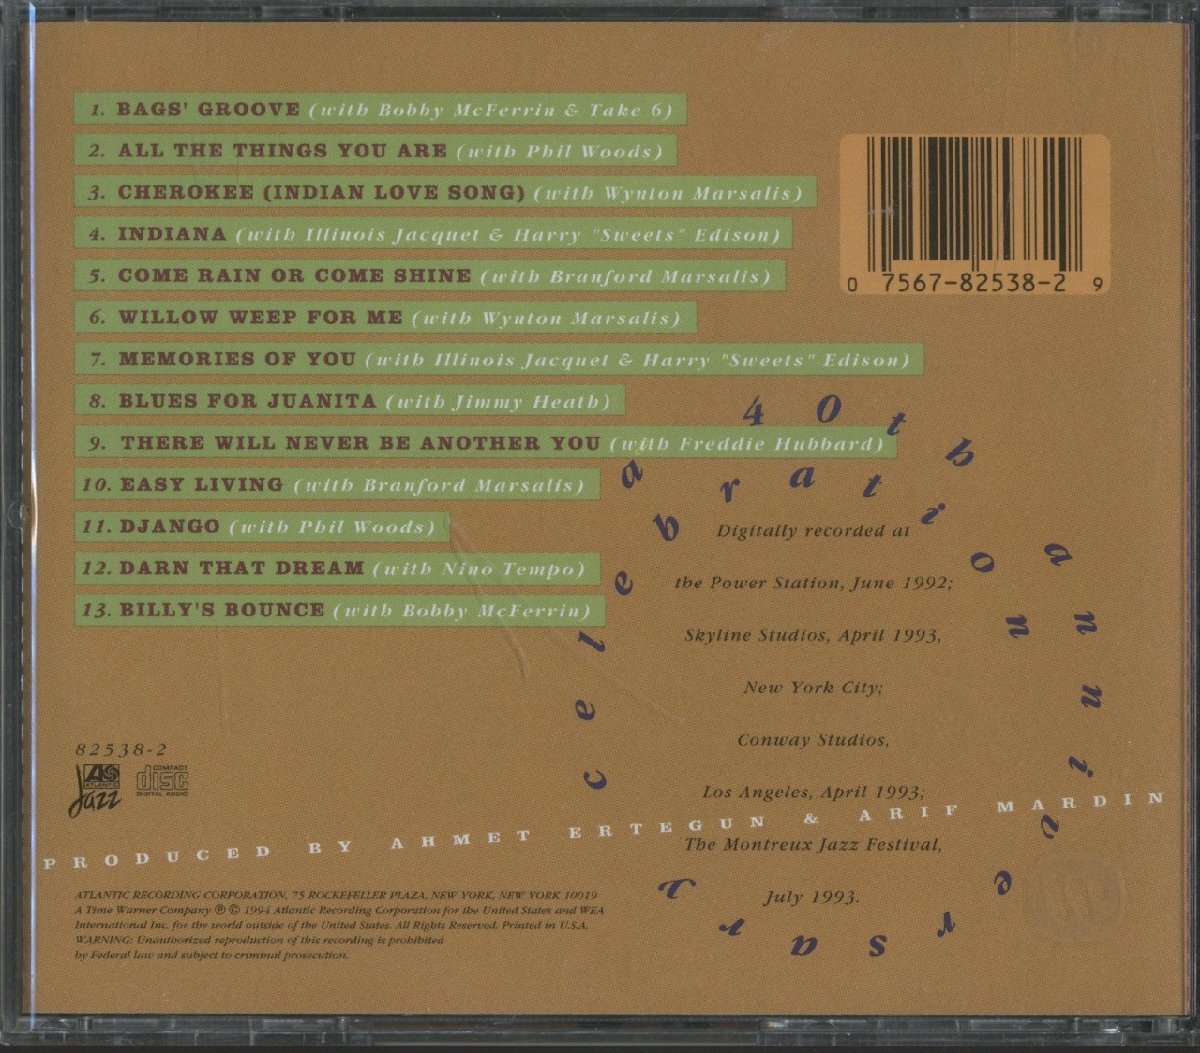 1. BAGS' GROOVE (with Bobby McFerrin & Take 6)
2. ALL THE THINGS YOU ARE (with Phil Woods)
3. CHEROKEE (INDIAN LOVE SONG) (with Wynton Marsalis)
4. INDIANA (with Illinois Jacquet & Harry "Sweets" Edison)
5. COME RAIN OR COME SHINE (with Branford Marsalis)
6. WILLOW WEEP FOR ME (with Wynton Marsalis)
7. MEMORIES OF YOU (with Illinois Jacquet & Harry "Sweets" Edison)
8. BLUES FOR JUANITA (with Jimmy Heath)
9. THERE WILL NEVER BE ANOTHER YOU (with Freddie Hubbard)
10. EASY LIVING (with Branford Marsalis)
11. DJANGO (with Phil Woods)
12. DARN THAT DREAM (with Nino Tempo)
13. BILLY'S BOUNCE (with Bobby McFerrin)
0 7567-82538-2 9
40th anniversary celebration
Digitally recorded at
the Power Station, June 1992;
Skyline Studios, April 1993,
New York City;
Conway Studios,
Los Angeles, April 1993;
The Montreux Jazz Festival,
July 1993.
82538-2
ATLANTIC
Jazz
COMPACT
disc
DIGITAL AUDIO
PRODUCED BY AHMET ERTEGUN & ARIF MARDIN
ATLANTIC RECORDING CORPORATION, 75 ROCKEFELLER PLAZA, NEW YORK, NEW YORK 10019
A Time Warner Company ℗ © 1994 Atlantic Recording Corporation for the United States and WEA
International Inc. for the world outside of the United States. All Rights Reserved. Printed in U.S.A.
WARNING: Unauthorized reproduction of this recording is prohibited
by Federal law and subject to criminal prosecution.